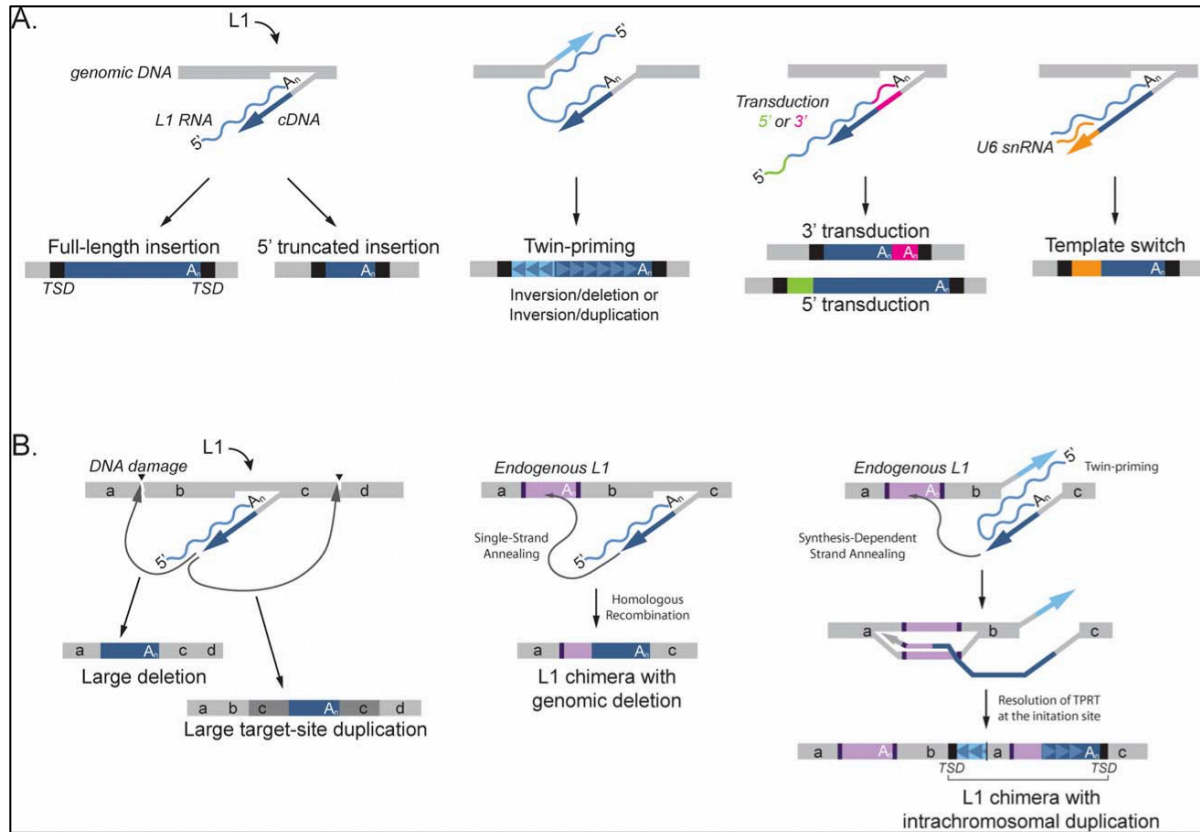 A.
L1
genomic DNA
An
L1 RNA
cDNA
5'
Full-length insertion
An
TSD
TSD
5' truncated insertion
An
5'
An
Twin-priming
An
Inversion/deletion or
Inversion/duplication
An
Transduction
5' or 3'
5'
3' transduction
An
An
An
5' transduction
An
U6 snRNA
Template switch
An
B.
L1
DNA damage
a
b
c
d
An
5'
a
An
c
d
Large deletion
a
b
c
An
c
d
Large target-site duplication
Endogenous L1
a
An
b
c
An
Single-Strand
Annealing
5'
Homologous
Recombination
a
An
c
L1 chimera with
genomic deletion
Endogenous L1
5'
Twin-priming
a
An
b
An
c
Synthesis-Dependent
Strand Annealing
a
b
c
Resolution of TPRT
at the initation site
a
An
b
a
An
c
TSD
TSD
L1 chimera with
intrachromosomal duplication